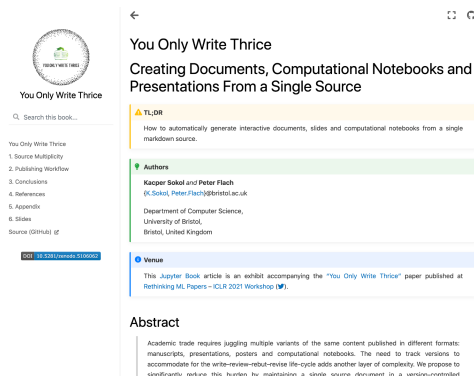 YOU ONLY WRITE THRICE
You Only Write Thrice
Search this book...
You Only Write Thrice
1. Source Multiplicity
2. Publishing Workflow
3. Conclusions
4. References
5. Appendix
6. Slides
Source (GitHub)
DOI 10.5281/zenodo.5106062
You Only Write Thrice
Creating Documents, Computational Notebooks and
Presentations From a Single Source
TL;DR
How to automatically generate interactive documents, slides and computational notebooks from a single
markdown source.
Authors
Kacper Sokol and Peter Flach
{K.Sokol, Peter.Flach}@bristol.ac.uk
Department of Computer Science,
University of Bristol,
Bristol, United Kingdom
Venue
This Jupyter Book article is an exhibit accompanying the "You Only Write Thrice" paper published at
Rethinking ML Papers – ICLR 2021 Workshop ().
Abstract
Academic trade requires juggling multiple variants of the same content published in different formats:
manuscripts, presentations, posters and computational notebooks. The need to track versions to
accommodate for the write–review–rebut–revise life-cycle adds another layer of complexity. We propose to
significantly reduce this burden by maintaining a single source document in a version-controlled